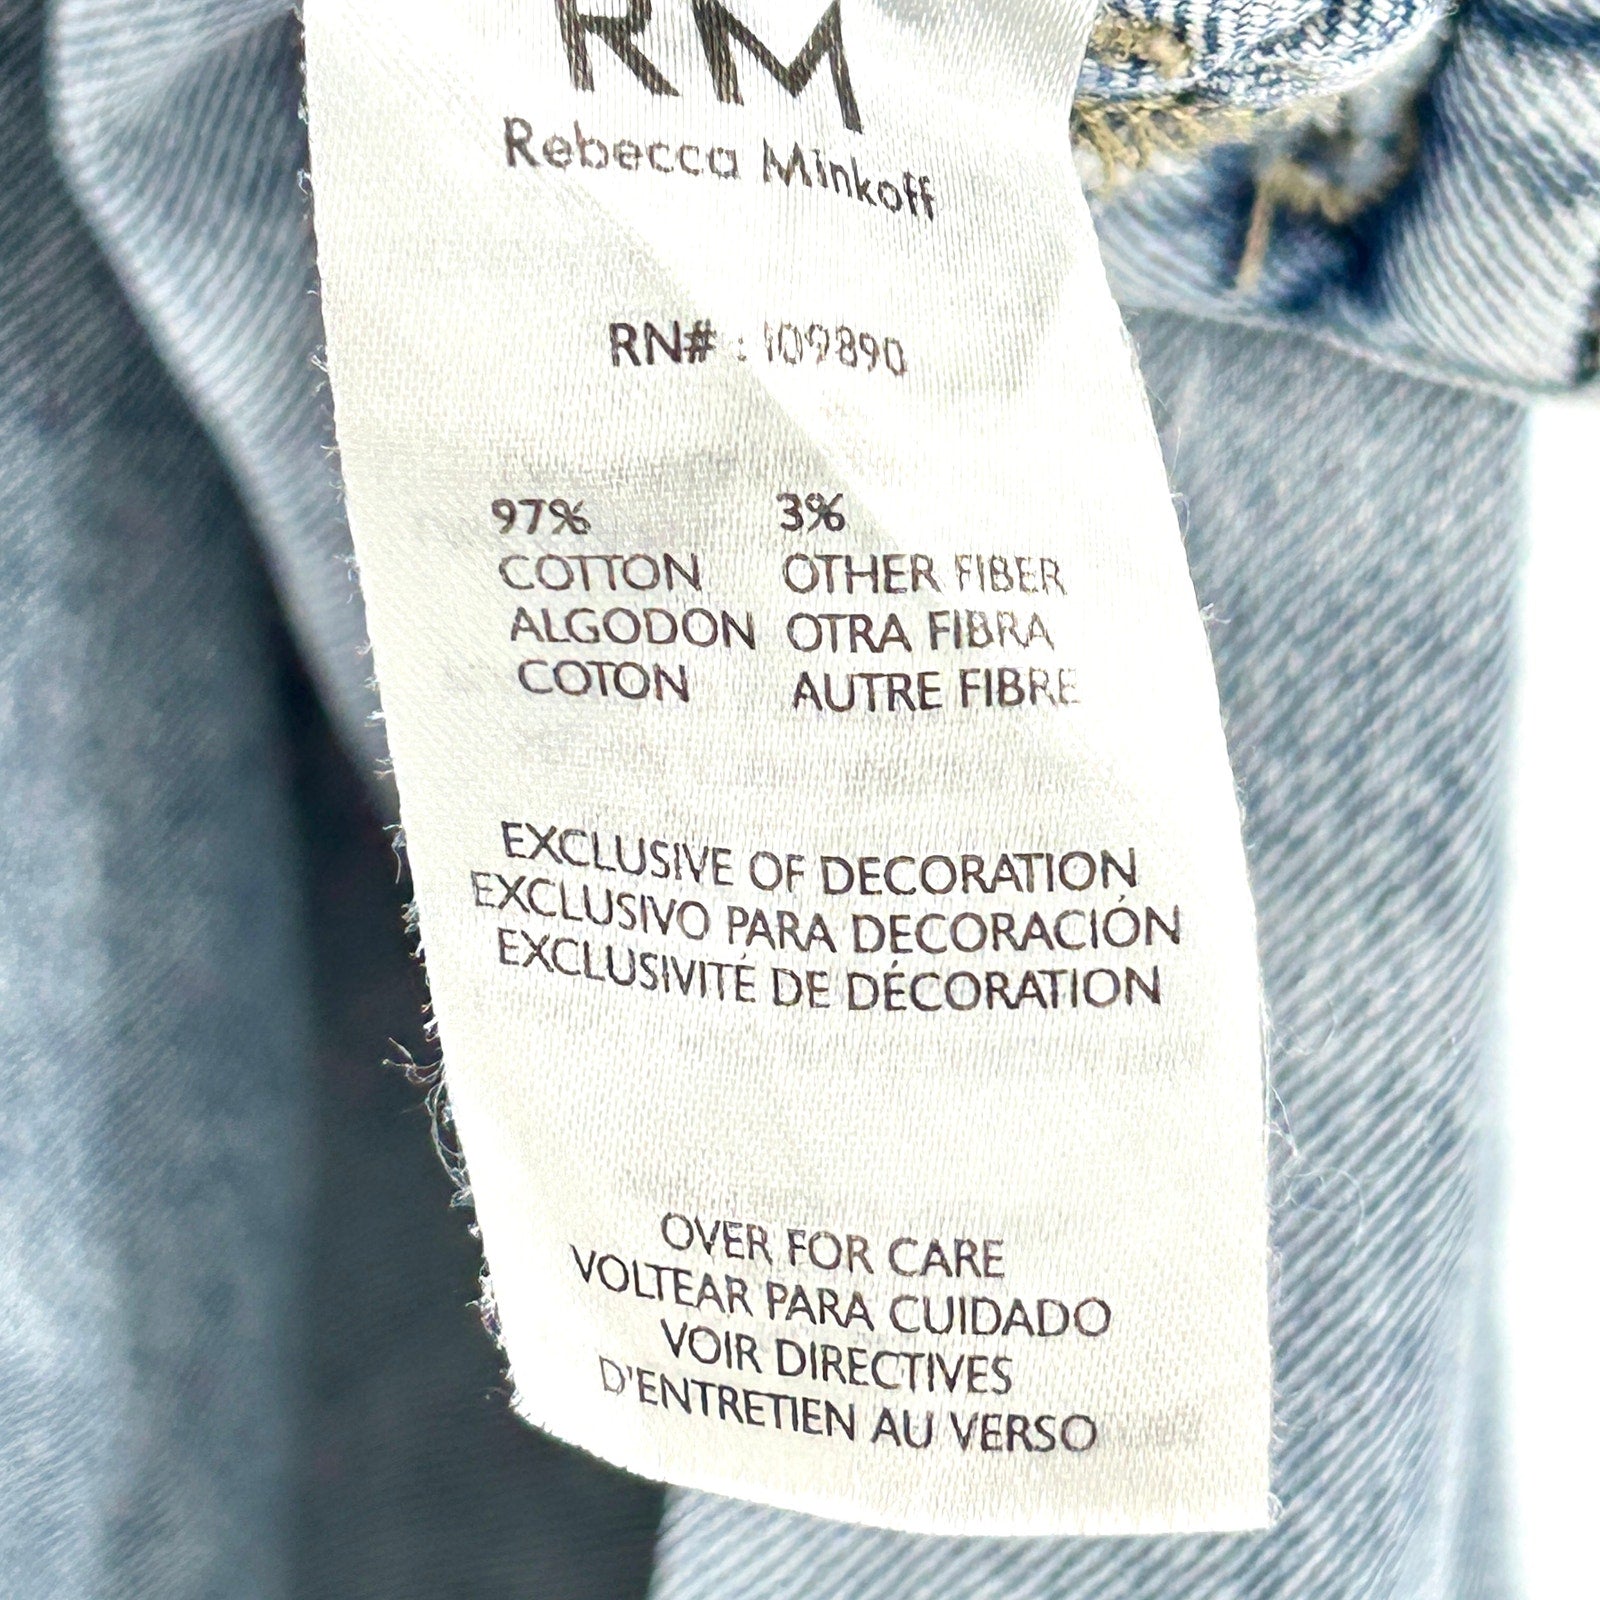 RM
Rebecca Minkoff
RN# : 109890
97% 3%
COTTON OTHER FIBER
ALGODON OTRA FIBRA
COTON AUTRE FIBRE
EXCLUSIVE OF DECORATION
EXCLUSIVO PARA DECORACIÓN
EXCLUSIVITÉ DE DÉCORATION
OVER FOR CARE
VOLTEAR PARA CUIDADO
VOIR DIRECTIVES
D'ENTRETIEN AU VERSO